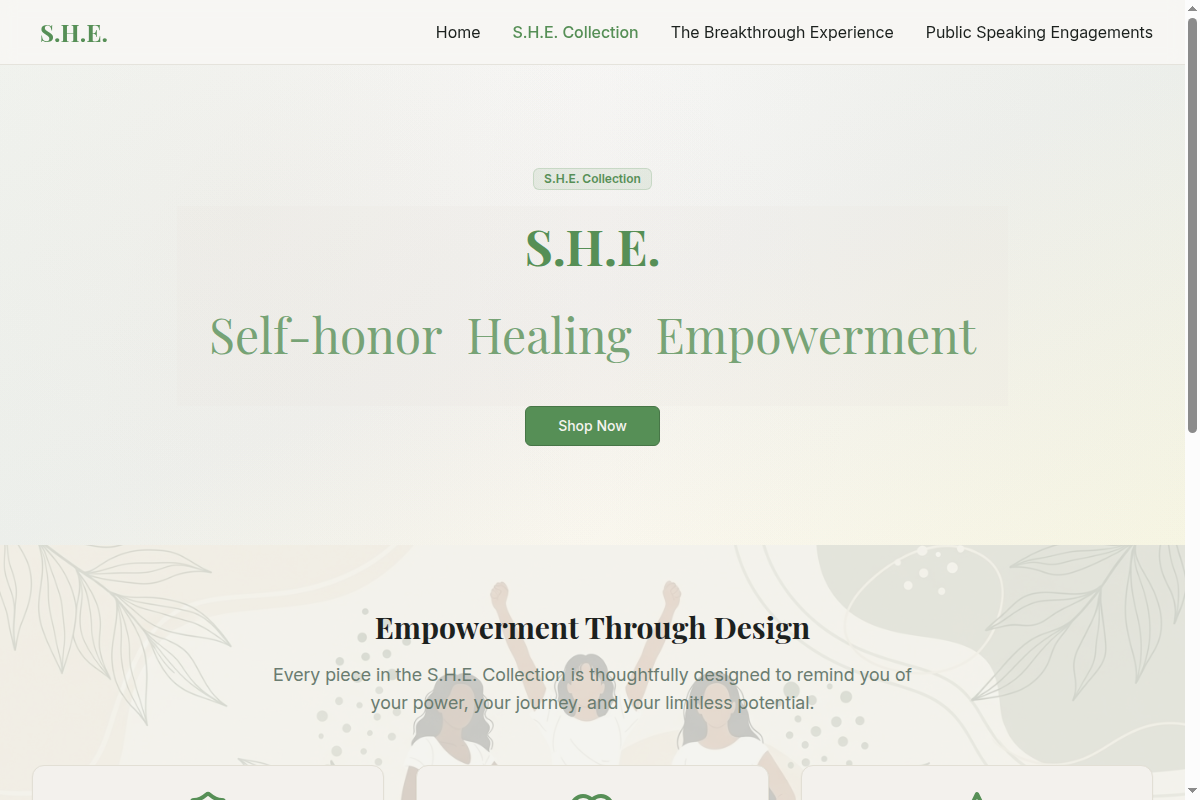 S.H.E.
Home
S.H.E. Collection
The Breakthrough Experience
Public Speaking Engagements
S.H.E. Collection
S.H.E.
Self-honor Healing Empowerment
Shop Now
Empowerment Through Design
Every piece in the S.H.E. Collection is thoughtfully designed to remind you of
your power, your journey, and your limitless potential.